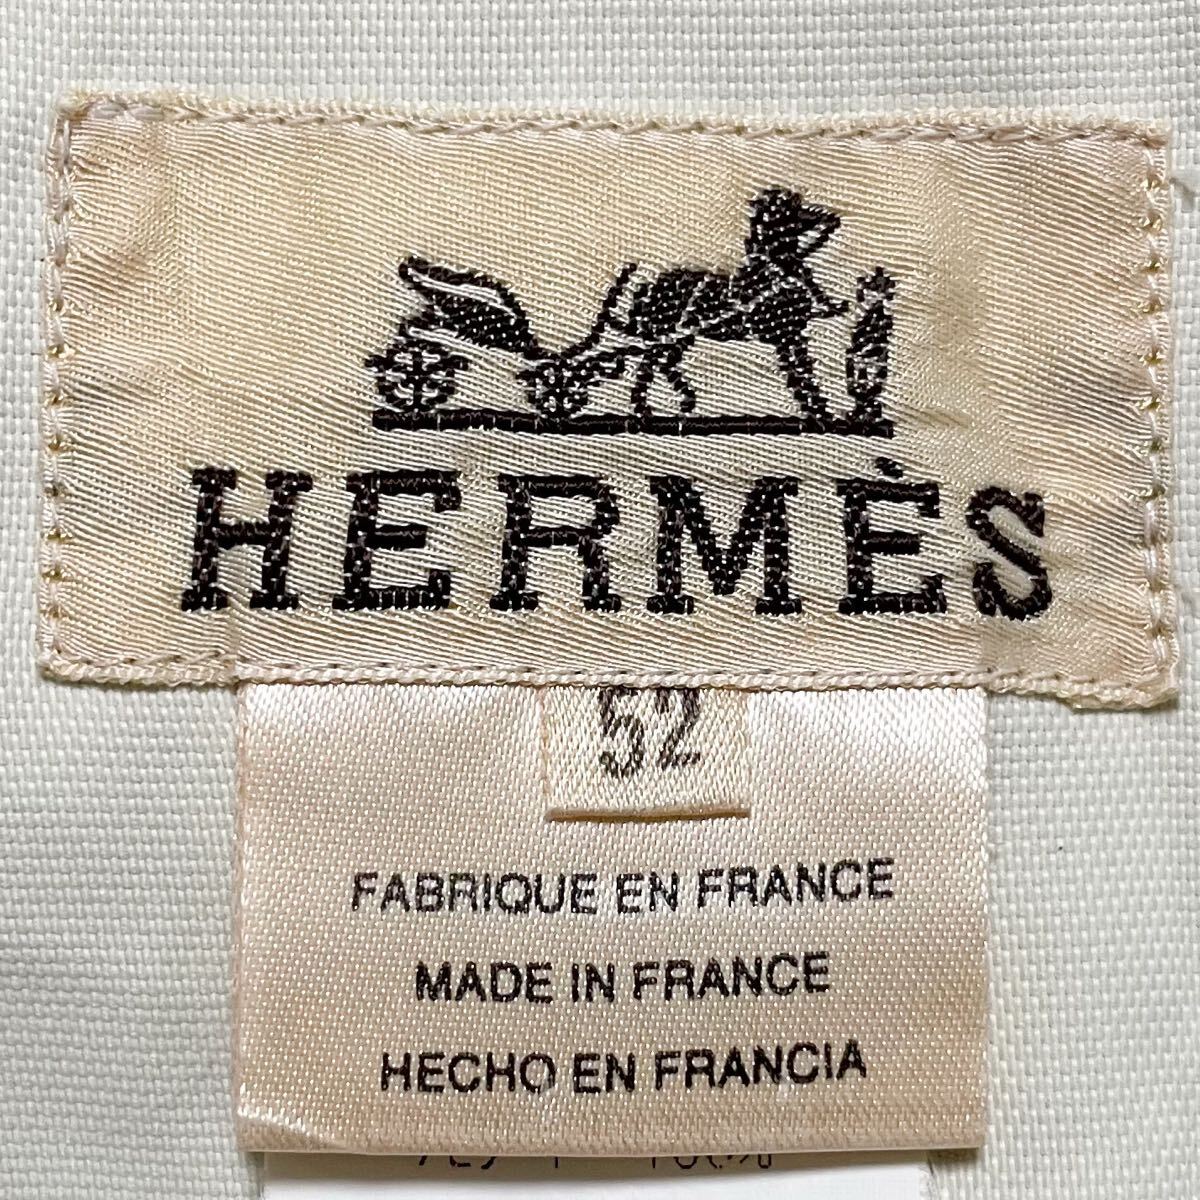 HERMÈS
52
FABRIQUE EN FRANCE
MADE IN FRANCE
HECHO EN FRANCIA